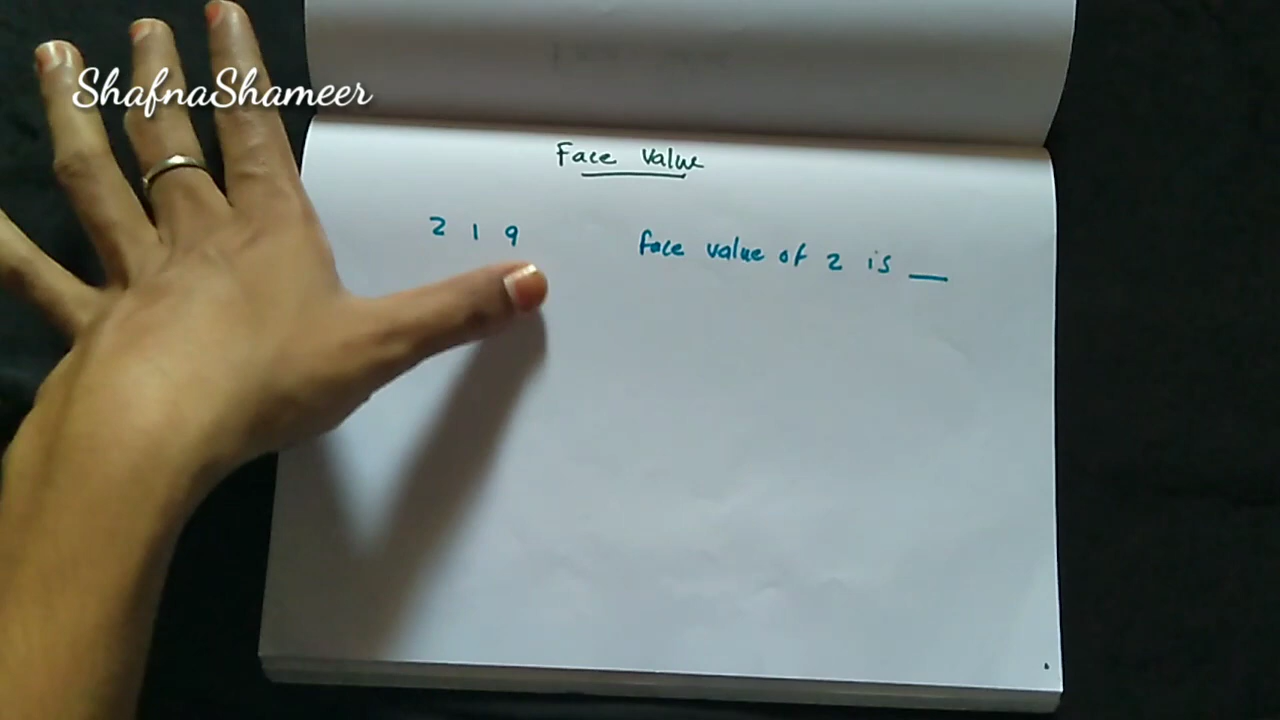 ShafnaShameer
Face Value
2 1 9
face value of 2 is __